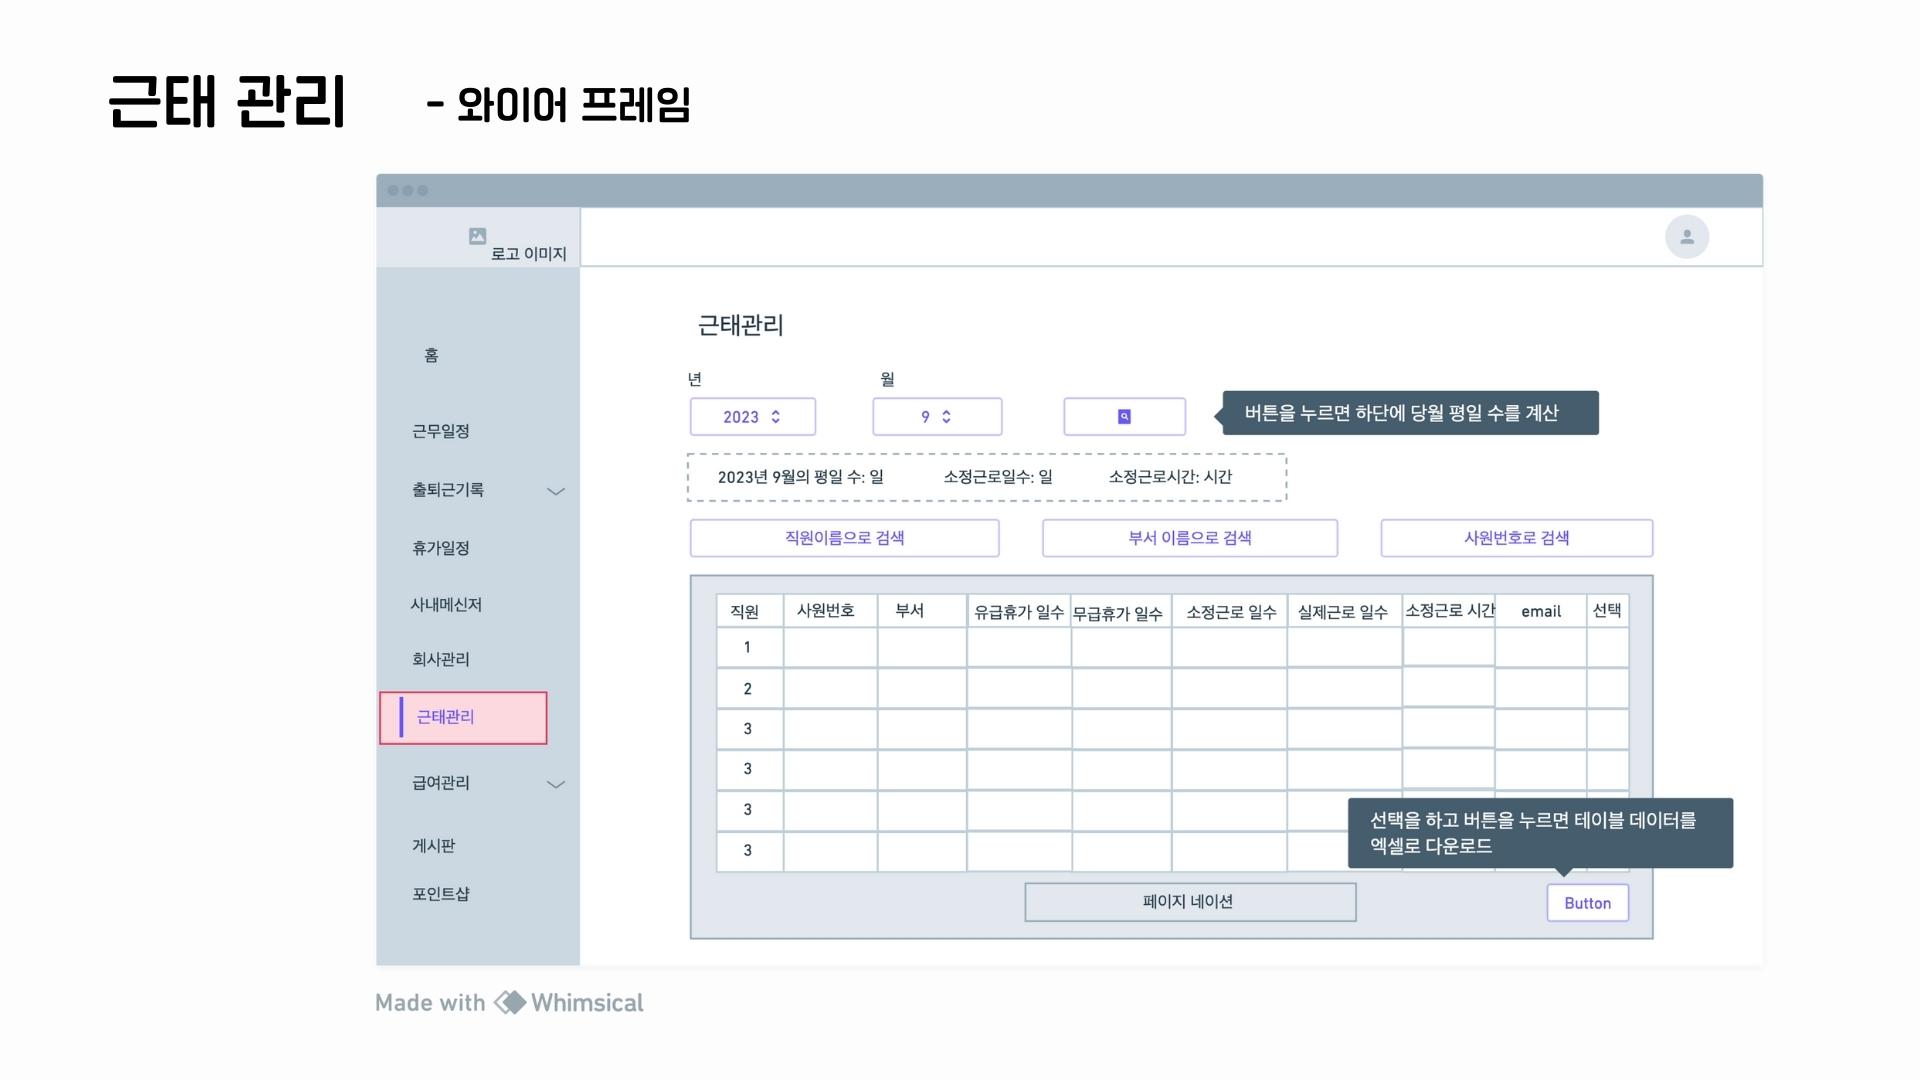 근태 관리 - 와이어 프레임
로고 이미지
홈
근무일정
출퇴근기록
휴가일정
사내메신저
회사관리
근태관리
급여관리
게시판
포인트샵
근태관리
년 월
2023 9
버튼을 누르면 하단에 당월 평일 수를 계산
2023년 9월의 평일 수: 일 소정근로일수: 일 소정근로시간: 시간
직원이름으로 검색 부서 이름으로 검색 사원번호로 검색
직원 사원번호 부서 유급휴가 일수 무급휴가 일수 소정근로 일수 실제근로 일수 소정근로 시간 email 선택
1
2
3
3
3
3
선택을 하고 버튼을 누르면 테이블 데이터를
엑셀로 다운로드
페이지 네이션
Button
Made with Whimsical